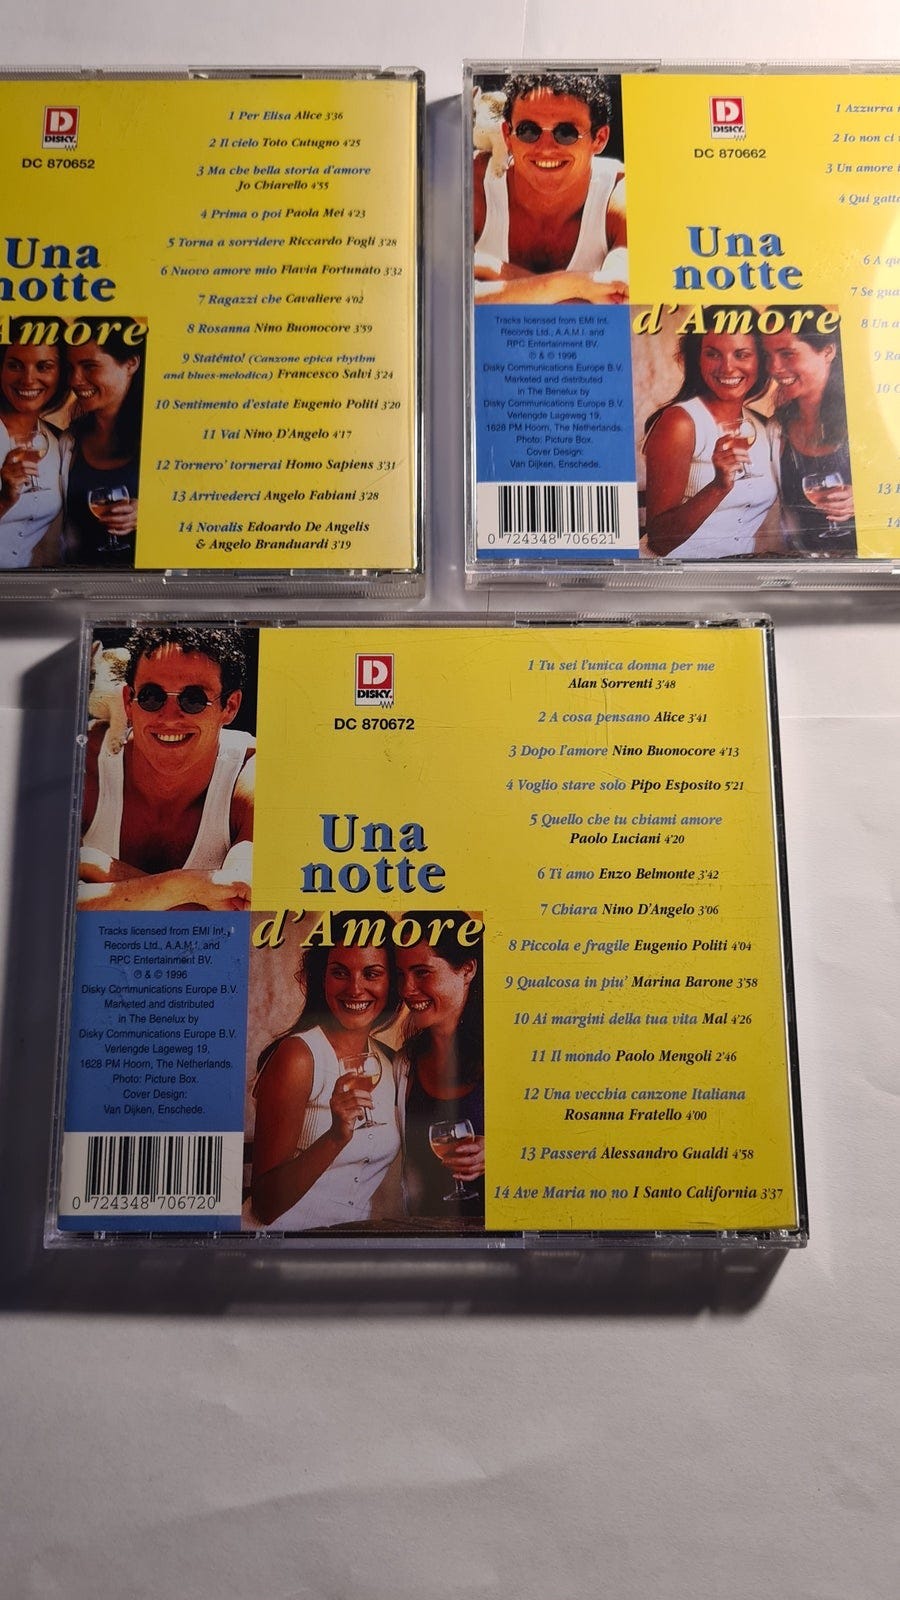 D
DISKY.
DC 870652
Una
notte
Amore
1 Per Elisa Alice 3'36
2 Il cielo Toto Cutugno 4'25
3 Ma che bella storia d'amore
Jo Chiarello 4'55
4 Prima o poi Paola Mei 4'23
5 Torna a sorridere Riccardo Fogli 3'28
6 Nuovo amore mio Flavia Fortunato 3'32
7 Ragazzi che Cavaliere 4'02
8 Rosanna Nino Buonocore 3'59
9 Staténto! (Canzone epica rhythm
and blues-melodica) Francesco Salvi 3'24
10 Sentimento d'estate Eugenio Politi 3'20
11 Vai Nino D'Angelo 4'17
12 Tornero' tornerai Homo Sapiens 3'31
13 Arrivederci Angelo Fabiani 3'28
14 Novalis Edoardo De Angelis
& Angelo Branduardi 3'19
D
DISKY.
DC 870662
Una
notte
d'Amore
Tracks licensed from EMI Int.
Records Ltd., A.A.M.I. and
RPC Entertainment BV.
℗ & © 1996
Disky Communications Europe B.V.
Marketed and distributed
in The Benelux by
Disky Communications Europe B.V.
Verlengde Lageweg 19,
1628 PM Hoorn, The Netherlands.
Photo: Picture Box.
Cover Design:
Van Dijken, Enschede.
0 724348 706621
1 Azzurra
2 Io non ci
3 Un amore
4 Qui
6 A
7 Se
8 Un
9
10
13
14
D
DISKY.
DC 870672
Una
notte
d'Amore
Tracks licensed from EMI Int.,
Records Ltd., A.A.M.I. and
RPC Entertainment BV.
℗ & © 1996
Disky Communications Europe B.V.
Marketed and distributed
in The Benelux by
Disky Communications Europe B.V.
Verlengde Lageweg 19,
1628 PM Hoorn, The Netherlands.
Photo: Picture Box.
Cover Design:
Van Dijken, Enschede.
0 724348 706720
1 Tu sei l'unica donna per me
Alan Sorrenti 3'48
2 A cosa pensano Alice 3'41
3 Dopo l'amore Nino Buonocore 4'13
4 Voglio stare solo Pipo Esposito 5'21
5 Quello che tu chiami amore
Paolo Luciani 4'20
6 Ti amo Enzo Belmonte 3'42
7 Chiara Nino D'Angelo 3'06
8 Piccola e fragile Eugenio Politi 4'04
9 Qualcosa in piu' Marina Barone 3'58
10 Ai margini della tua vita Mal 4'26
11 Il mondo Paolo Mengoli 2'46
12 Una vecchia canzone Italiana
Rosanna Fratello 4'00
13 Passerá Alessandro Gualdi 4'58
14 Ave Maria no no I Santo California 3'37